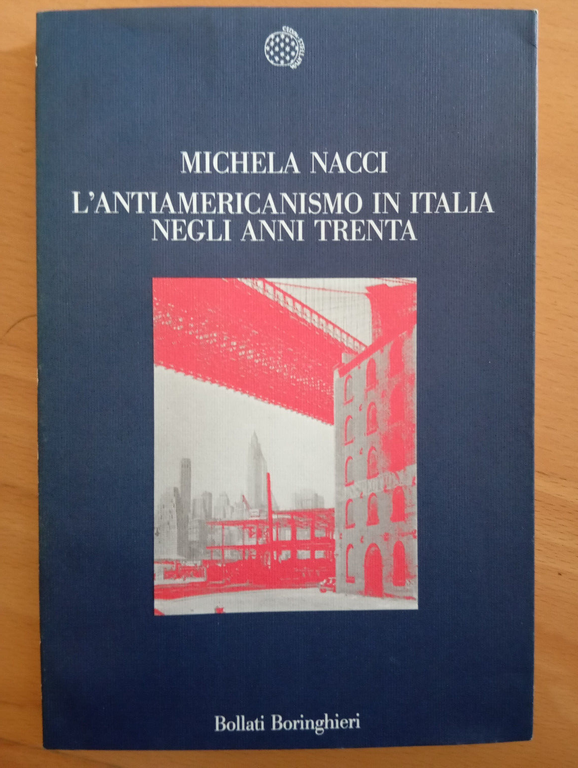 MICHELA NACCI
L'ANTIAMERICANISMO IN ITALIA
NEGLI ANNI TRENTA
Bollati Boringhieri